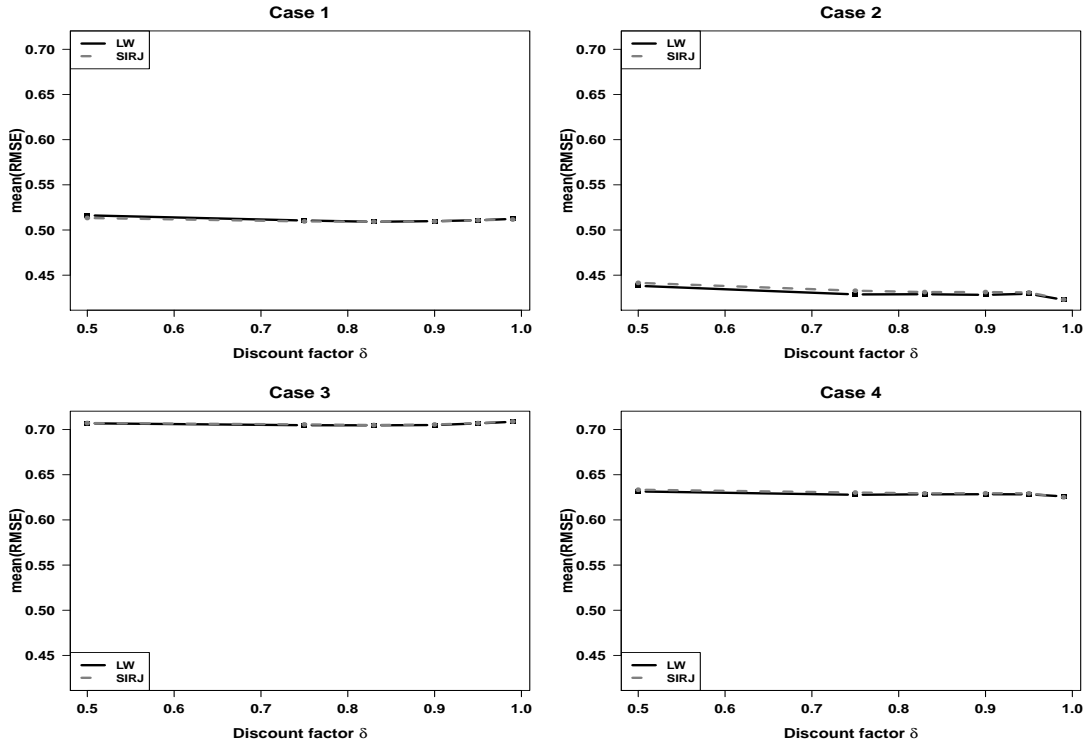 Case 1
LW
SIRJ
mean(RMSE)
0.70
0.65
0.60
0.55
0.50
0.45
0.5 0.6 0.7 0.8 0.9 1.0
Discount factor δ
Case 2
LW
SIRJ
mean(RMSE)
0.70
0.65
0.60
0.55
0.50
0.45
0.5 0.6 0.7 0.8 0.9 1.0
Discount factor δ
Case 3
mean(RMSE)
0.70
0.65
0.60
0.55
0.50
0.45
LW
SIRJ
0.5 0.6 0.7 0.8 0.9 1.0
Discount factor δ
Case 4
mean(RMSE)
0.70
0.65
0.60
0.55
0.50
0.45
LW
SIRJ
0.5 0.6 0.7 0.8 0.9 1.0
Discount factor δ